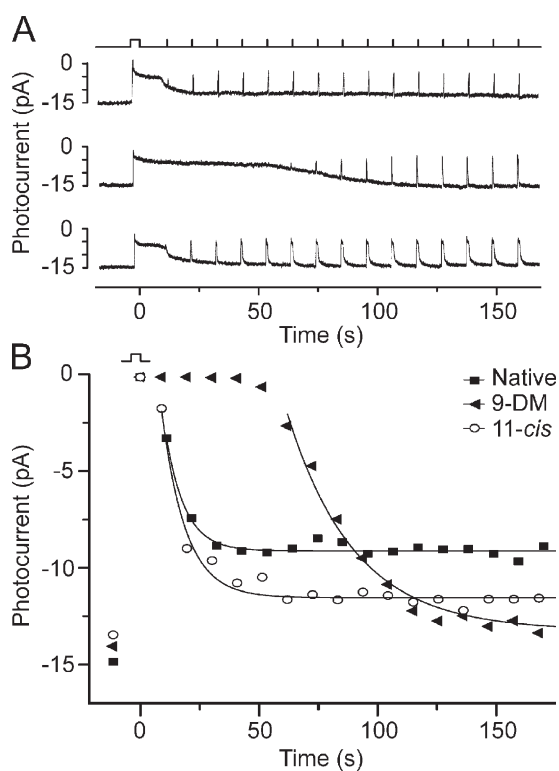 A
0
-15
0
-15
0
-15
Photocurrent (pA)
0
50
100
150
Time (s)
B
0
-5
-10
-15
Photocurrent (pA)
Native
9-DM
11-cis
0
50
100
150
Time (s)